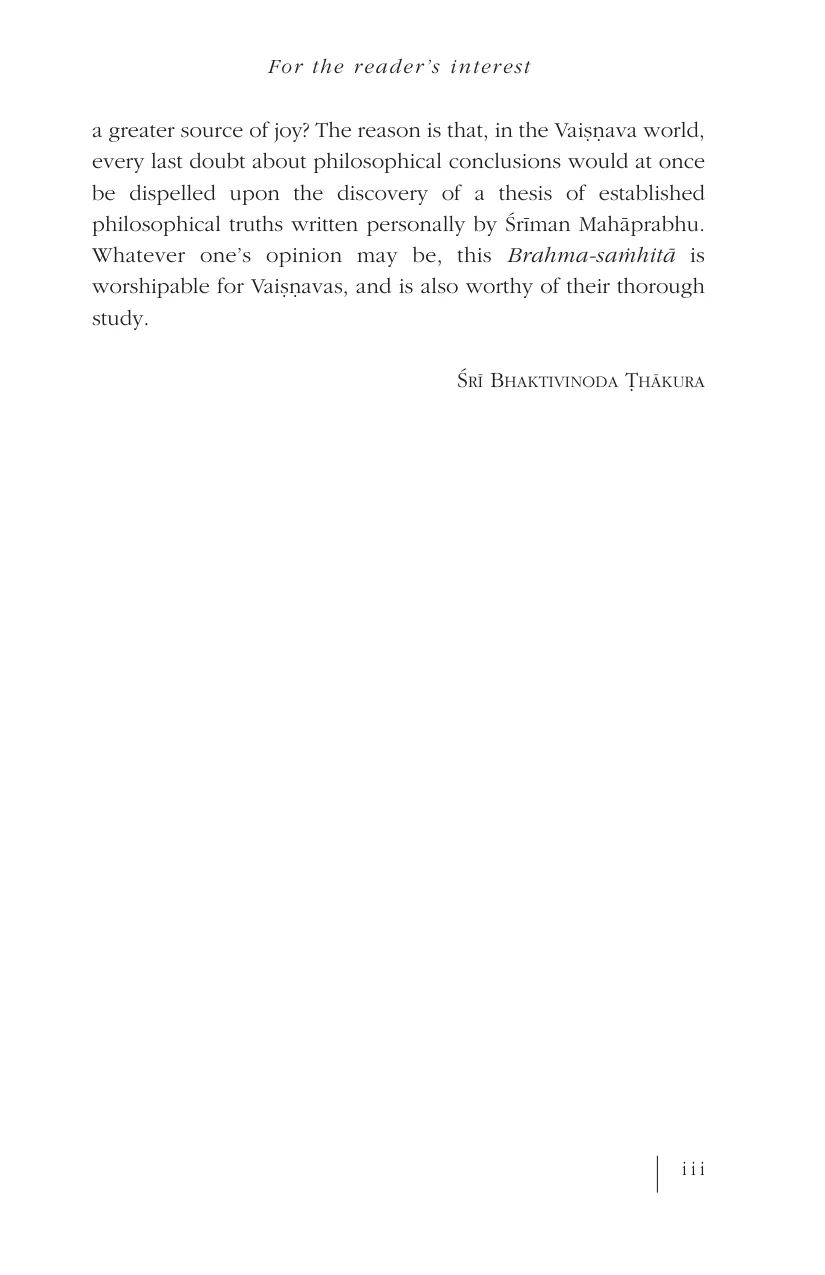 For the reader’s interest
a greater source of joy? The reason is that, in the Vaiṣṇava world,
every last doubt about philosophical conclusions would at once
be dispelled upon the discovery of a thesis of established
philosophical truths written personally by Śrīman Mahāprabhu.
Whatever one’s opinion may be, this Brahma-saṁhitā is
worshipable for Vaiṣṇavas, and is also worthy of their thorough
study.
Śrī Bhaktivinoda Ṭhākura
iii